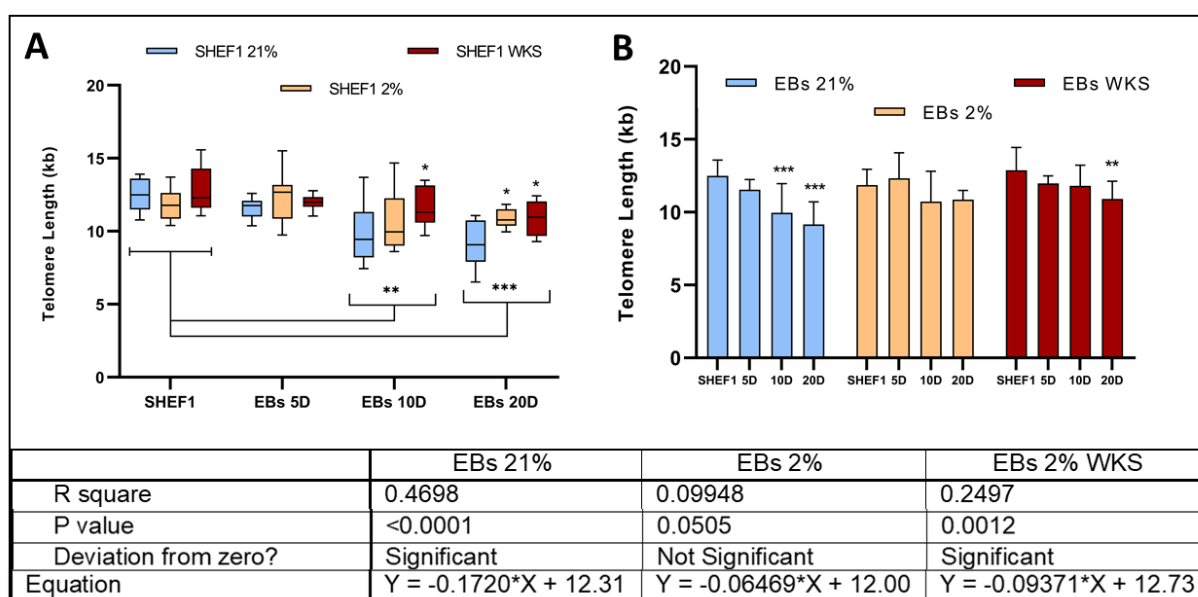 A
SHEF1 21%
SHEF1 WKS
SHEF1 2%
Telomere Length (kb)
20
15
10
5
0
*
*
*
**
***
SHEF1
EBs 5D
EBs 10D
EBs 20D
B
EBs 21%
EBs WKS
EBs 2%
Telomere Length (kb)
20
15
10
5
0
***
***
**
SHEF1 5D 10D 20D SHEF1 5D 10D 20D SHEF1 5D 10D 20D
EBs 21% EBs 2% EBs 2% WKS
R square 0.4698 0.09948 0.2497
P value <0.0001 0.0505 0.0012
Deviation from zero? Significant Not Significant Significant
Equation Y = -0.1720*X + 12.31 Y = -0.06469*X + 12.00 Y = -0.09371*X + 12.73